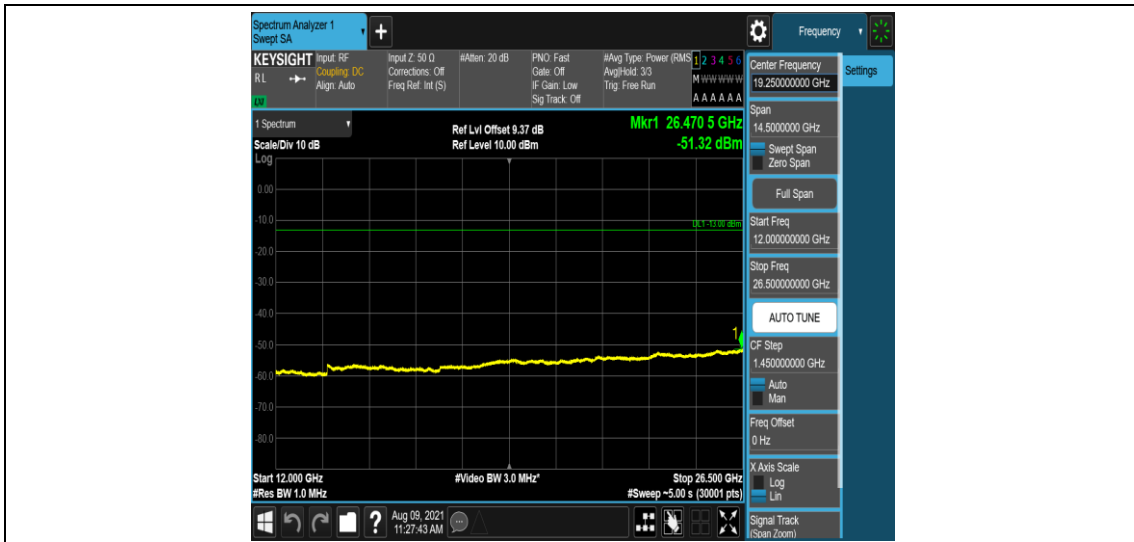 Spectrum Analyzer 1
Swept SA
Frequency
KEYSIGHT
RL
LM
Input: RF
Coupling: DC
Align: Auto
Input Z: 50 Ω
Corrections: Off
Freq Ref: Int (S)
#Atten: 20 dB
PNO: Fast
Gate: Off
IF Gain: Low
Sig Track: Off
#Avg Type: Power (RMS
Avg|Hold: 3/3
Trig: Free Run
1 2 3 4 5 6
M W W W W W
A A A A A A
Center Frequency
19.250000000 GHz
Settings
Span
14.5000000 GHz
Swept Span
Zero Span
Full Span
Start Freq
12.000000000 GHz
Stop Freq
26.500000000 GHz
AUTO TUNE
CF Step
1.450000000 GHz
Auto
Man
Freq Offset
0 Hz
X Axis Scale
Log
Lin
Signal Track
(Span Zoom)
1 Spectrum
Scale/Div 10 dB
Ref Lvl Offset 9.37 dB
Ref Level 10.00 dBm
Mkr1 26.470 5 GHz
-51.32 dBm
Log
0.00
-10.0
DL1 -13.00 dBm
-20.0
-30.0
-40.0
1
-50.0
-60.0
-70.0
-80.0
Start 12.000 GHz
#Video BW 3.0 MHz*
Stop 26.500 GHz
#Res BW 1.0 MHz
#Sweep ~5.00 s (30001 pts)
?
Aug 09, 2021
11:27:43 AM